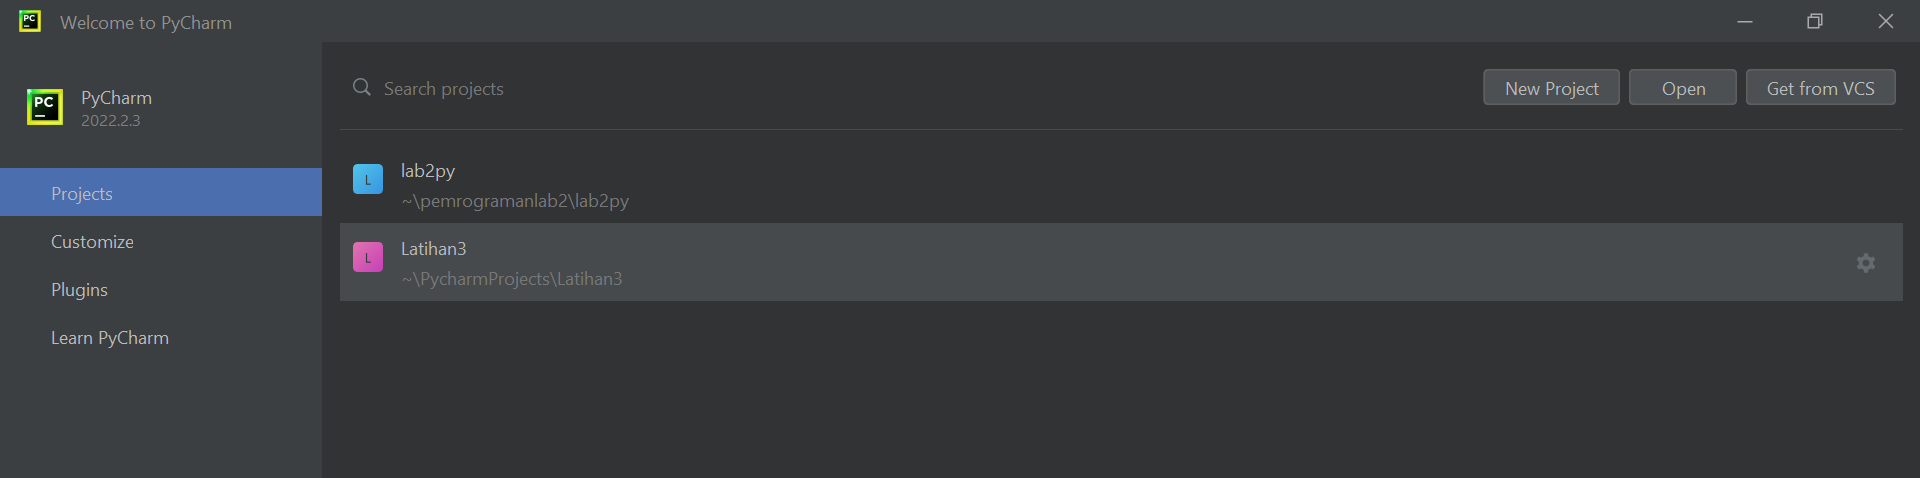 PC Welcome to PyCharm
PC PyCharm
2022.2.3
Projects
Customize
Plugins
Learn PyCharm
Search projects
New Project
Open
Get from VCS
L lab2py
~\pemrogramanlab2\lab2py
L Latihan3
~\PycharmProjects\Latihan3